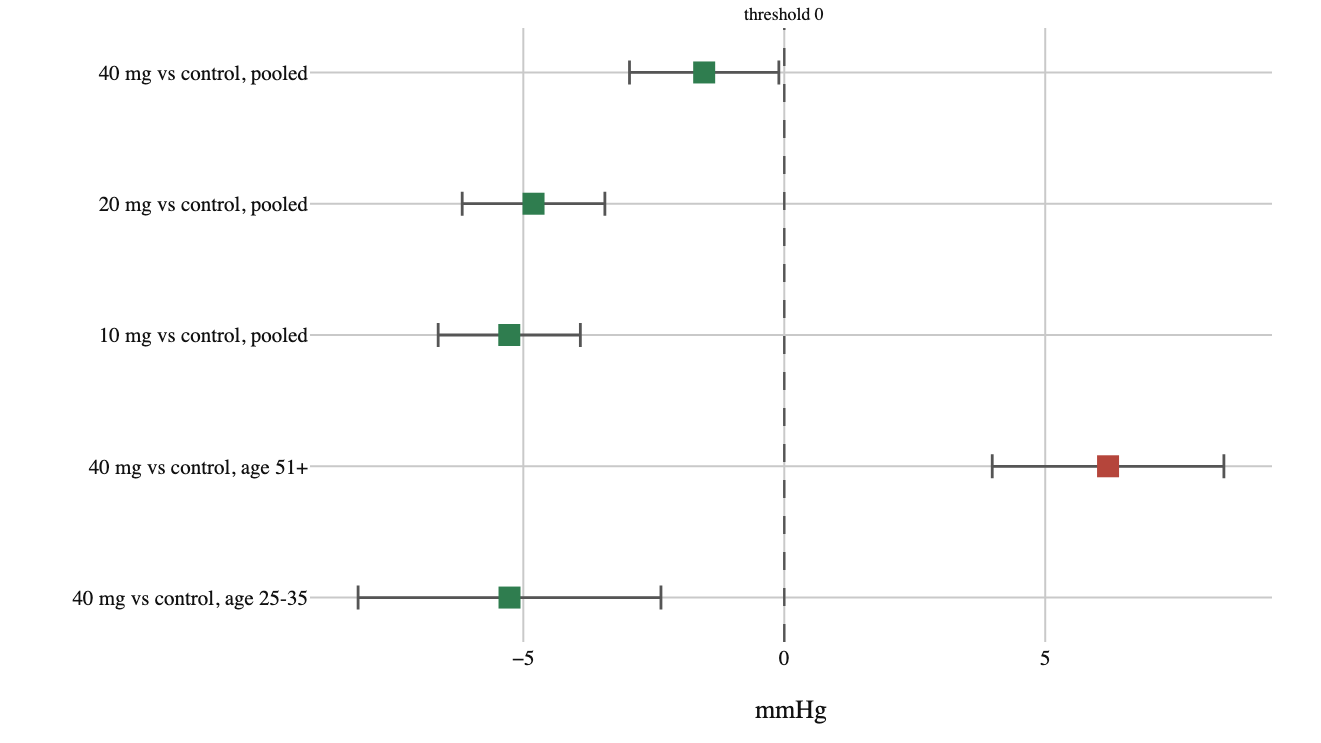 threshold 0
40 mg vs control, pooled
20 mg vs control, pooled
10 mg vs control, pooled
40 mg vs control, age 51+
40 mg vs control, age 25-35
−5 0 5
mmHg